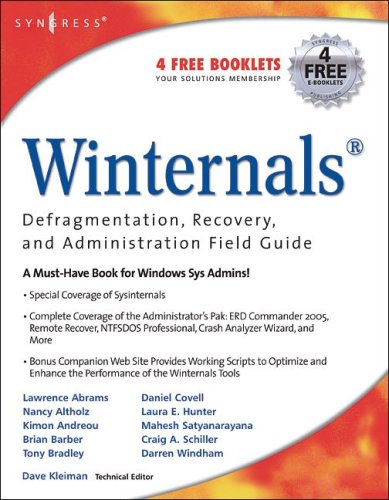 SYNGRESS®
4 FREE BOOKLETS
YOUR SOLUTIONS MEMBERSHIP
SYNGRESS
4
FREE
E-BOOKLETS
Winternals®
Defragmentation, Recovery,
and Administration Field Guide
A Must-Have Book for Windows Sys Admins!
• Special Coverage of Sysinternals
• Complete Coverage of the Administrator's Pak: ERD Commander 2005,
Remote Recover, NTFSDOS Professional, Crash Analyzer Wizard, and
More
• Bonus Companion Web Site Provides Working Scripts to Optimize and
Enhance the Performance of the Winternals Tools
Lawrence Abrams
Nancy Altholz
Kimon Andreou
Brian Barber
Tony Bradley
Daniel Covell
Laura E. Hunter
Mahesh Satyanarayana
Craig A. Schiller
Darren Windham
Dave Kleiman Technical Editor